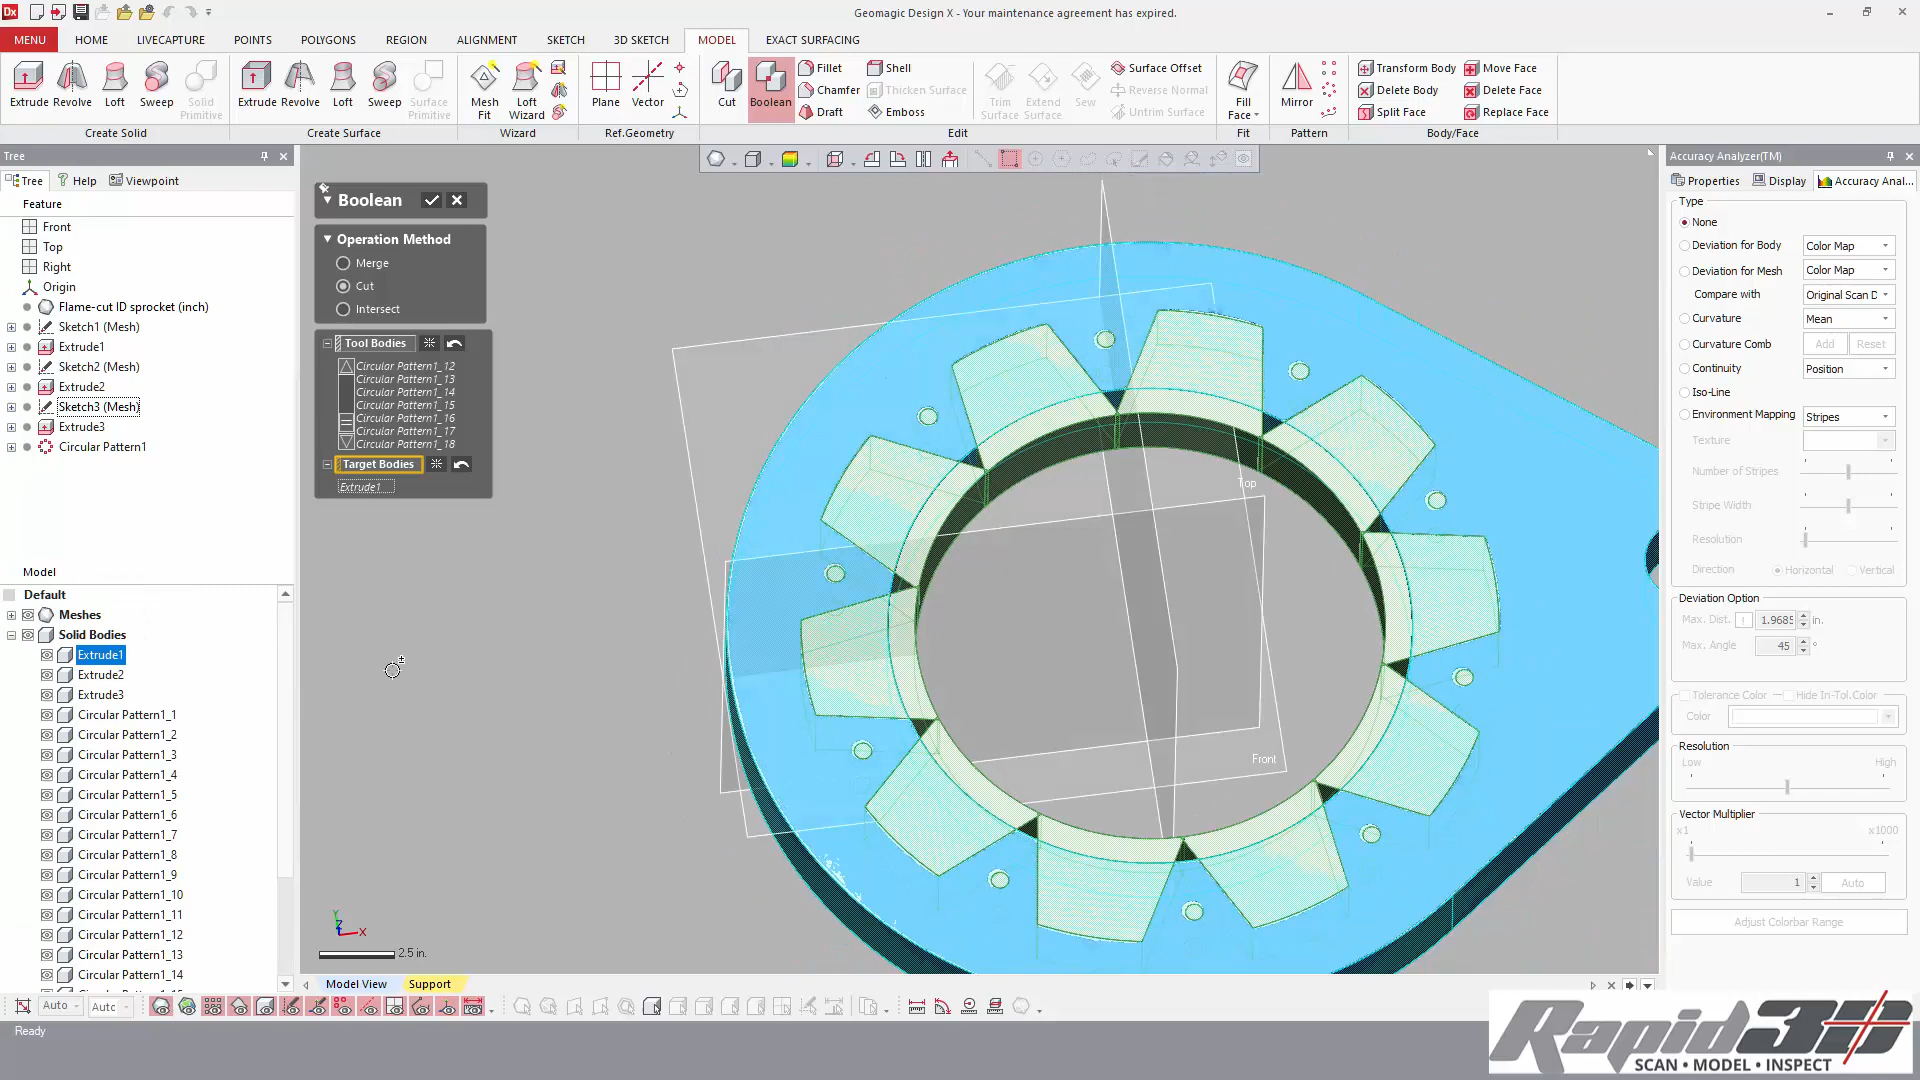 Geomagic Design X - Your maintenance agreement has expired.
MENU HOME LIVECAPTURE POINTS POLYGONS REGION ALIGNMENT SKETCH 3D SKETCH MODEL EXACT SURFACING
Extrude Revolve Loft Sweep Solid Primitive
Create Solid
Extrude Revolve Loft Sweep Surface Primitive
Create Surface
Mesh Fit Loft Wizard
Wizard
Plane Vector
Ref.Geometry
Cut Boolean
Fillet
Chamfer
Draft
Shell
Thicken Surface
Emboss
Trim Surface Extend Surface Sew
Surface Offset
Reverse Normal
Untrim Surface
Edit
Fill Face
Fit
Mirror
Pattern
Transform Body
Delete Body
Split Face
Move Face
Delete Face
Replace Face
Body/Face
Tree
Tree Help Viewpoint
Feature
Front
Top
Right
Origin
Flame-cut ID sprocket (inch)
Sketch1 (Mesh)
Extrude1
Sketch2 (Mesh)
Extrude2
Sketch3 (Mesh)
Extrude3
Circular Pattern1
Model
Default
Meshes
Solid Bodies
Extrude1
Extrude2
Extrude3
Circular Pattern1_1
Circular Pattern1_2
Circular Pattern1_3
Circular Pattern1_4
Circular Pattern1_5
Circular Pattern1_6
Circular Pattern1_7
Circular Pattern1_8
Circular Pattern1_9
Circular Pattern1_10
Circular Pattern1_11
Circular Pattern1_12
Circular Pattern1_13
Circular Pattern1_14
Boolean
Operation Method
Merge
Cut
Intersect
Tool Bodies
Circular Pattern1_12
Circular Pattern1_13
Circular Pattern1_14
Circular Pattern1_15
Circular Pattern1_16
Circular Pattern1_17
Circular Pattern1_18
Target Bodies
Extrude1
Top
Front
Y
Z
X
2.5 in.
Model View Support
Accuracy Analyzer(TM)
Properties Display Accuracy Anal...
Type
None
Deviation for Body Color Map
Deviation for Mesh Color Map
Compare with Original Scan D
Curvature Mean
Curvature Comb Add Reset
Continuity Position
Iso-Line
Environment Mapping Stripes
Texture
Number of Stripes
Stripe Width
Resolution
Direction Horizontal Vertical
Deviation Option
Max. Dist. ! 1.9685 in.
Max. Angle 45 °
Tolerance Color Hide In-Tol.Color
Color
Resolution
Low High
Vector Multiplier
x1 x1000
Value 1 Auto
Adjust Colorbar Range
Auto Auto
Ready
Rapid3D
SCAN • MODEL • INSPECT